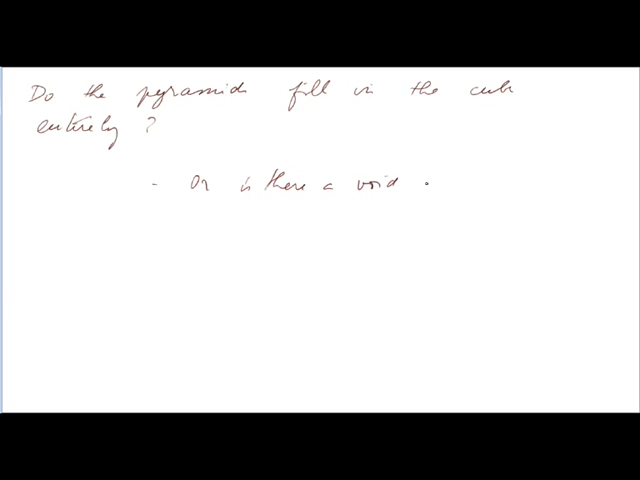 Do the pyramids fill in the cube
entirely ?
- Or is there a void .